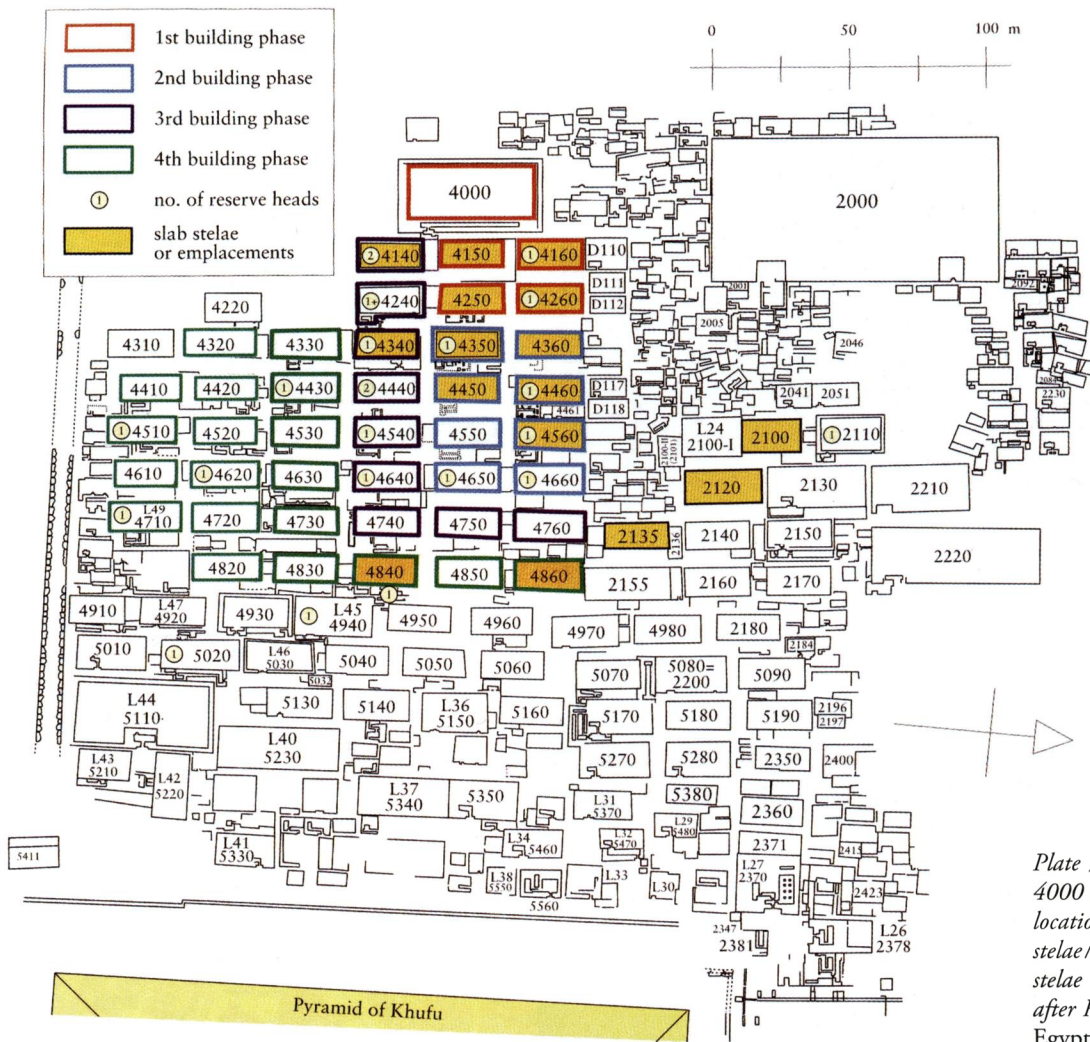 1st building phase
2nd building phase
3rd building phase
4th building phase
1 no. of reserve heads
slab stelae
or emplacements
0 50 100 m
4000
2000
2 4140 4150 1 4160 D110
D111
1+ 4240 4250 1 4260 D112
2001
2092
4220
2005
4310 4320 4330 1 4340 1 4350 4360
2046
4410 4420 1 4430 2 4440 4450 1 4460 D117
2041 2051
2230
4461 D118
1 4510 4520 4530 1 4540 4550 1 4560
L24
2100-I
2100 1 2110
4610 1 4620 4630 1 4640 1 4650 1 4660
2120 2130 2210
1 L49
4710
4720 4730 4740 4750 4760 2135 2136 2140 2150
2220
4820 4830 4840 4850 4860 2155 2160 2170
1
4910 L47
4920
4930 1 L45
4940
4950 4960 4970 4980 2180
2184
5010 1 5020 L46
5030
5040 5050 5060 5070 5080=
2200
5090
5032
L44
5110
5130 5140 L36
5150
5160 5170 5180 5190 2196
2197
L40
5230
5270 5280 2350 2400
L43
5210
L42
5220
L37
5340
5350 L31
5370
5380 2360
L41
5330
L34
5460
L32
5470
L29
5480
2371 2415
5411
L38
5550
5560
L33 L30 L27
2370
2423
2347
2381
L26
2378
Pyramid of Khufu
Plate
4000
locatio
stelae/
stelae
after
Egypt